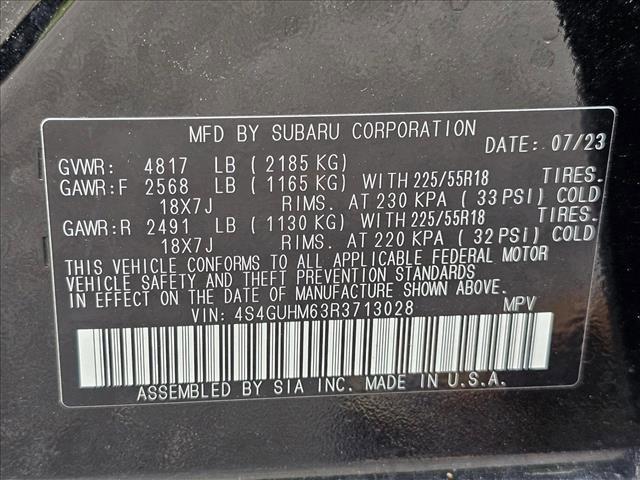 MFD BY SUBARU CORPORATION DATE: 07/23
GVWR: 4817 LB ( 2185 KG)
GAWR:F 2568 LB ( 1165 KG) WITH 225/55R18 TIRES.
18X7J RIMS. AT 230 KPA ( 33 PSI) COLD
GAWR:R 2491 LB ( 1130 KG) WITH 225/55R18 TIRES.
18X7J RIMS. AT 220 KPA ( 32 PSI) COLD
THIS VEHICLE CONFORMS TO ALL APPLICABLE FEDERAL MOTOR
VEHICLE SAFETY AND THEFT PREVENTION STANDARDS
IN EFFECT ON THE DATE OF MANUFACTURE SHOWN ABOVE.
VIN: 4S4GUHM63R3713028 MPV
ASSEMBLED BY SIA INC. MADE IN U.S.A.